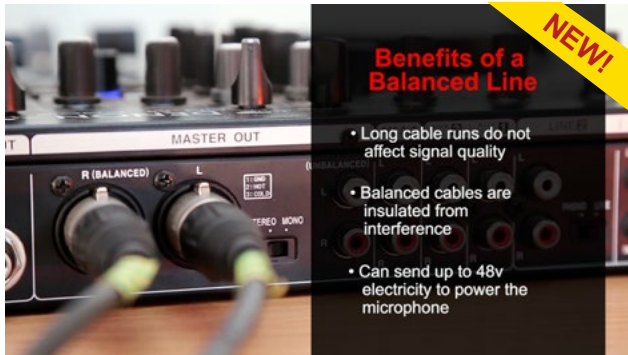 NEW!
Benefits of a
Balanced Line
• Long cable runs do not
affect signal quality
• Balanced cables are
insulated from
interference
• Can send up to 48v
electricity to power the
microphone
MASTER OUT
R (BALANCED)
L
1:GND
2:HOT
3:COLD
MONO
(UNBALANCED)
L
R
L
R
L